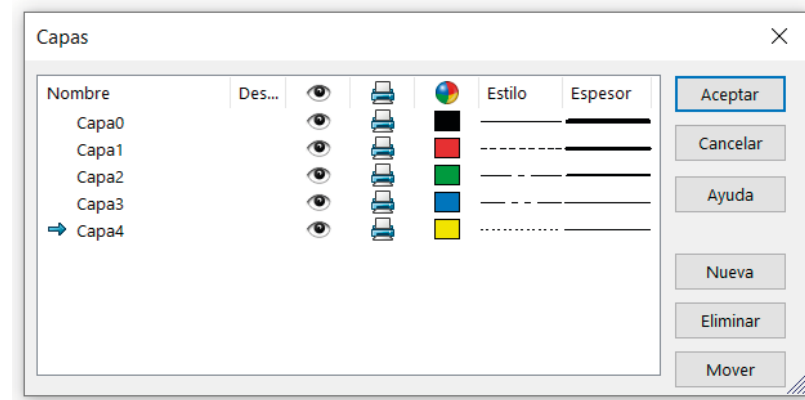 Capas
Nombre Des... Estilo Espesor
Capa0
Capa1
Capa2
Capa3
Capa4
Aceptar
Cancelar
Ayuda
Nueva
Eliminar
Mover